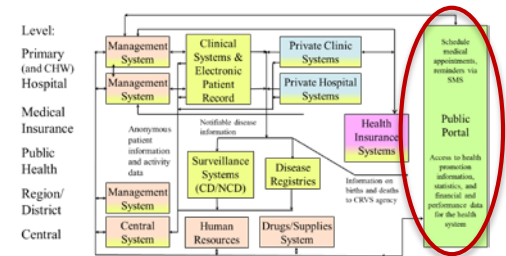 Level:
Primary
(and CHW)
Hospital
Medical
Insurance
Public
Health
Region/
District
Central
Management
System
Management
System
Clinical
Systems &
Electronic
Patient
Record
Private Clinic
Systems
Private Hospital
Systems
Anonymous
patient
information
and activity
data
Notifiable disease
information
Health
Insurance
Systems
Surveillance
Systems
(CD/NCD)
Disease
Registries
Information on
births and deaths
to CRVS agency
Management
System
Central
System
Human
Resources
Drugs/Supplies
System
Schedule
medical
appointments,
reminders via
SMS
Public
Portal
Access to health
promotion
information,
statistics, and
financial and
performance data
for the health
system